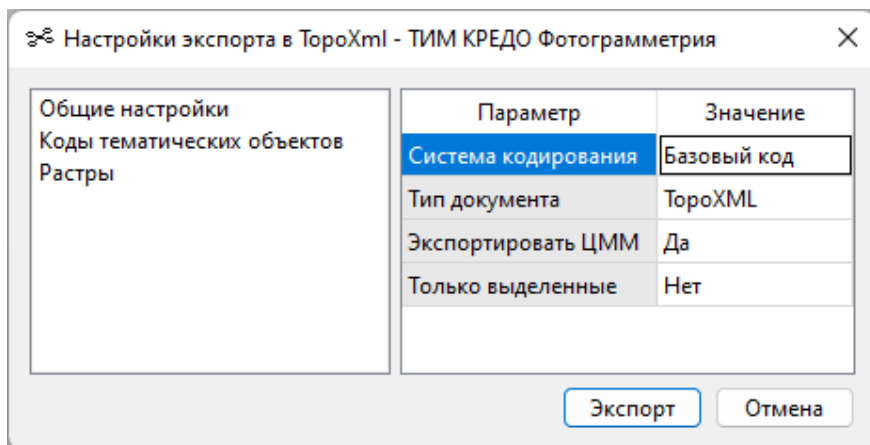 Настройки экспорта в TopoXml - ТИМ КРЕДО Фотограмметрия
Общие настройки
Коды тематических объектов
Растры
Параметр Значение
Система кодирования Базовый код
Тип документа TopoXML
Экспортировать ЦММ Да
Только выделенные Нет
Экспорт Отмена